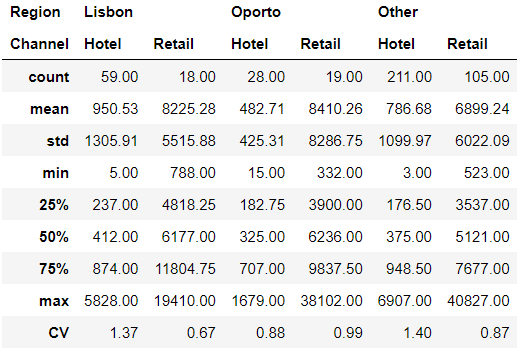 Region Lisbon Oporto Other
Channel Hotel Retail Hotel Retail Hotel Retail
count 59.00 18.00 28.00 19.00 211.00 105.00
mean 950.53 8225.28 482.71 8410.26 786.68 6899.24
std 1305.91 5515.88 425.31 8286.75 1099.97 6022.09
min 5.00 788.00 15.00 332.00 3.00 523.00
25% 237.00 4818.25 182.75 3900.00 176.50 3537.00
50% 412.00 6177.00 325.00 6236.00 375.00 5121.00
75% 874.00 11804.75 707.00 9837.50 948.50 7677.00
max 5828.00 19410.00 1679.00 38102.00 6907.00 40827.00
CV 1.37 0.67 0.88 0.99 1.40 0.87